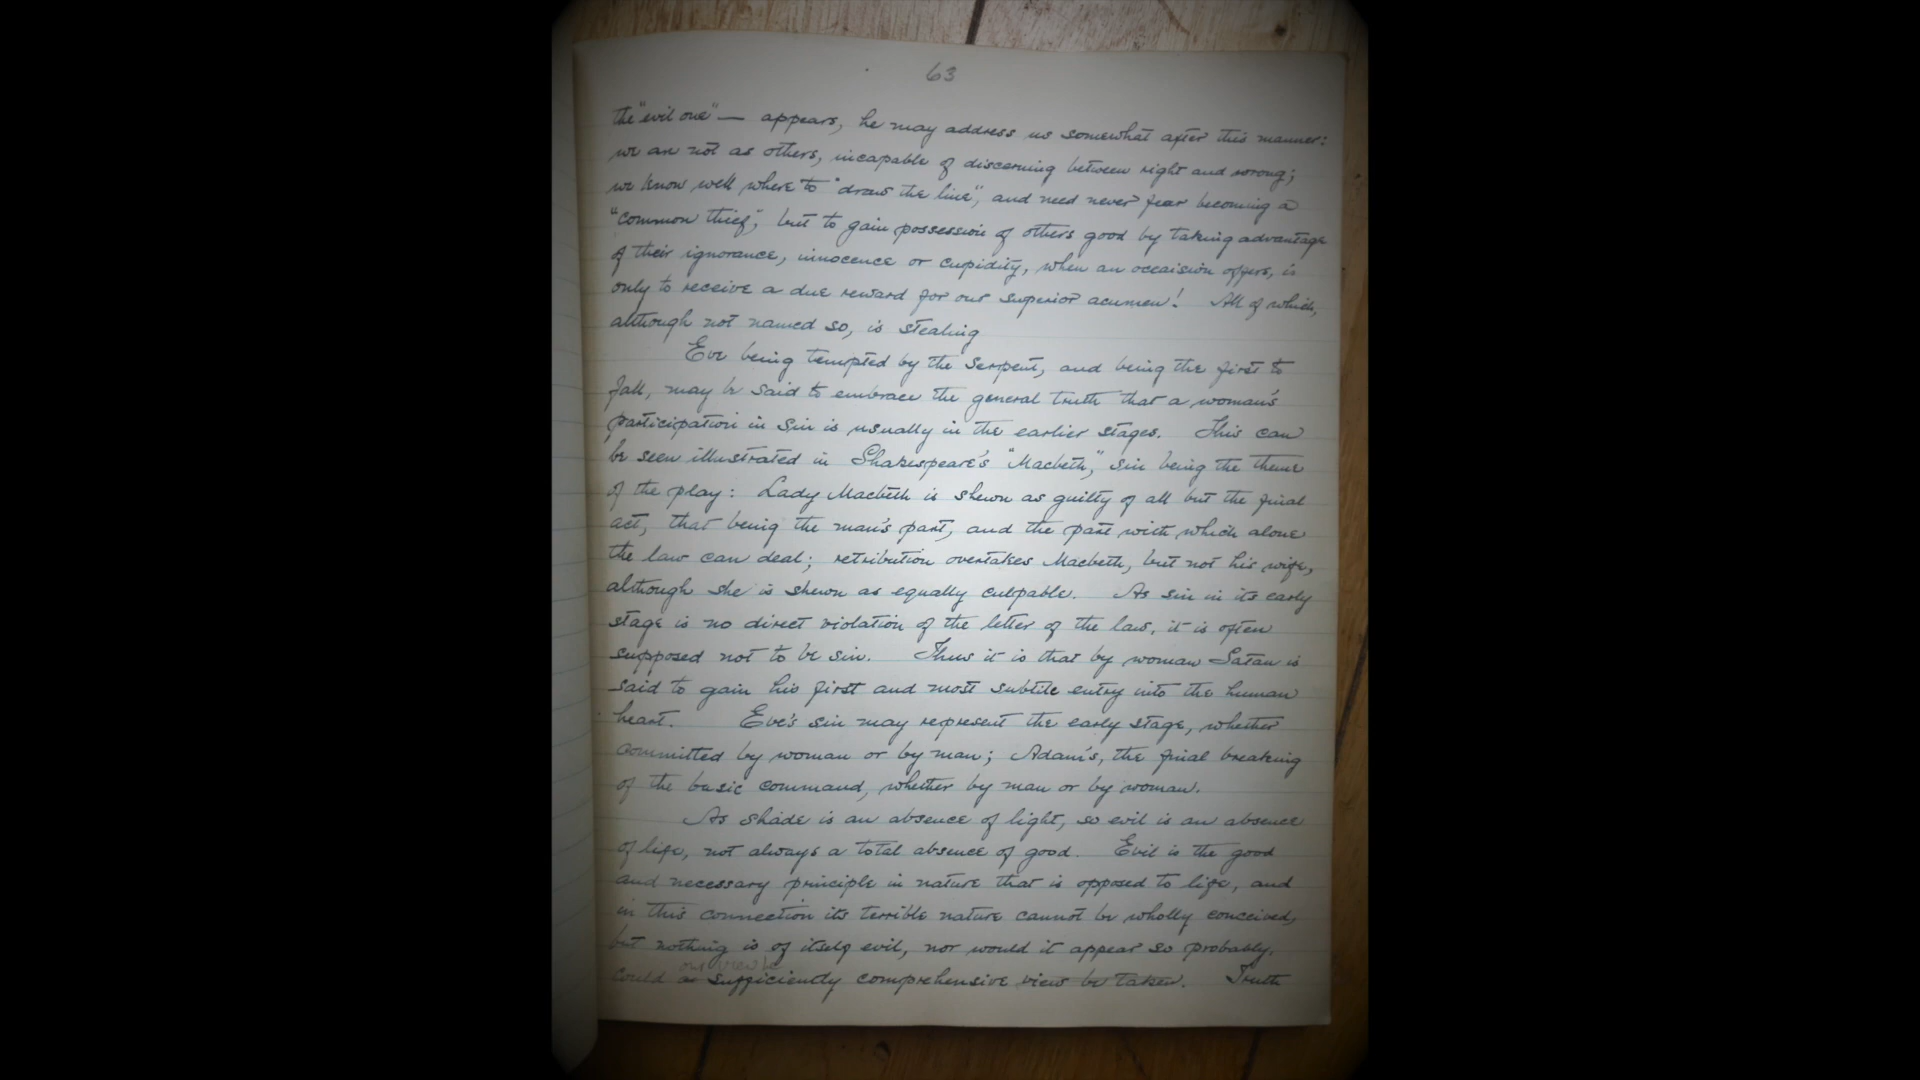 63
the "evil one" — appears, he may address us somewhat after this manner:
we are not as others, incapable of discerning between right and wrong;
we know well where to "draw the line", and need never fear becoming a
"common thief", but to gain possession of others good by taking advantage
of their ignorance, innocence or cupidity, when an occaision offers, is
only to receive a due reward for our superior acumen! All of which,
although not named so, is stealing
Eve being tempted by the Serpent, and being the first to
fall, may be said to embrace the general truth that a woman's
participation in sin is usually in the earlier stages. This can
be seen illustrated in Shakespeare's "Macbeth", sin being the theme
of the play: Lady Macbeth is shewn as guilty of all but the final
act, that being the man's part, and the part with which alone
the law can deal; retribution overtakes Macbeth, but not his wife,
although she is shewn as equally culpable. As sin in its early
stage is no direct violation of the letter of the law, it is often
supposed not to be sin. Thus it is that by woman Satan is
said to gain his first and most subtile entry into the human
heart. Eve's sin may represent the early stage, whether
committed by woman or by man; Adam's, the final breaking
of the basic command, whether by man or by woman.
As shade is an absence of light, so evil is an absence
of life, not always a total absence of good. Evil is the good
and necessary principle in nature that is opposed to life, and
in this connection its terrible nature cannot be wholly conceived,
but nothing is of itself evil, nor would it appear so probably,
our view be
could a sufficiently comprehensive view be taken. Truth